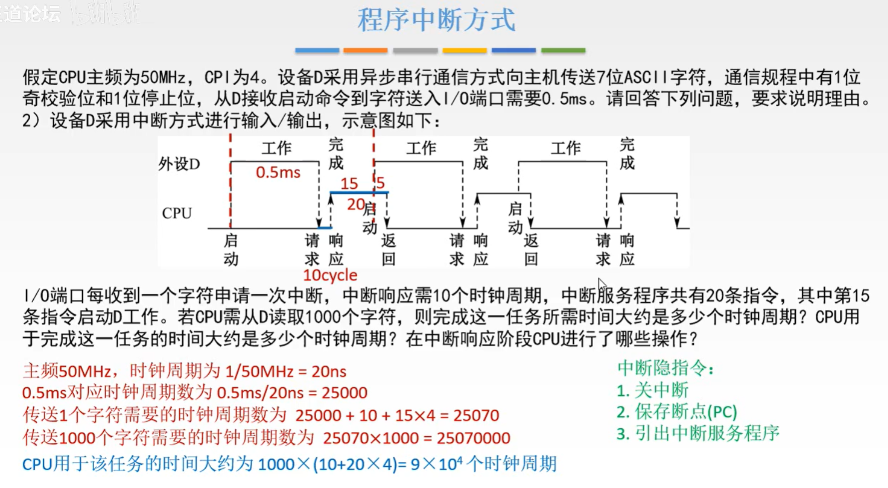 道论坛
程序中断方式
假定CPU主频为50MHz，CPI为4。设备D采用异步串行通信方式向主机传送7位ASCII字符，通信规程中有1位
奇校验位和1位停止位，从D接收启动命令到字符送入I/O端口需要0.5ms。请回答下列问题，要求说明理由。
2）设备D采用中断方式进行输入/输出，示意图如下：
外设D 工作 完成 工作 完成 工作 完成
0.5ms
15 5
20
CPU 启动 启动
启动 请求 响应 返回 请求 响应 返回 请求 响应
10cycle
I/O端口每收到一个字符申请一次中断，中断响应需10个时钟周期，中断服务程序共有20条指令，其中第15
条指令启动D工作。若CPU需从D读取1000个字符，则完成这一任务所需时间大约是多少个时钟周期？CPU用
于完成这一任务的时间大约是多少个时钟周期？在中断响应阶段CPU进行了哪些操作？
主频50MHz，时钟周期为 1/50MHz = 20ns
0.5ms对应时钟周期数为 0.5ms/20ns = 25000
传送1个字符需要的时钟周期数为 25000 + 10 + 15×4 = 25070
传送1000个字符需要的时钟周期数为 25070×1000 = 25070000
CPU用于该任务的时间大约为 1000×(10+20×4)= 9×10⁴ 个时钟周期
中断隐指令：
1. 关中断
2. 保存断点(PC)
3. 引出中断服务程序